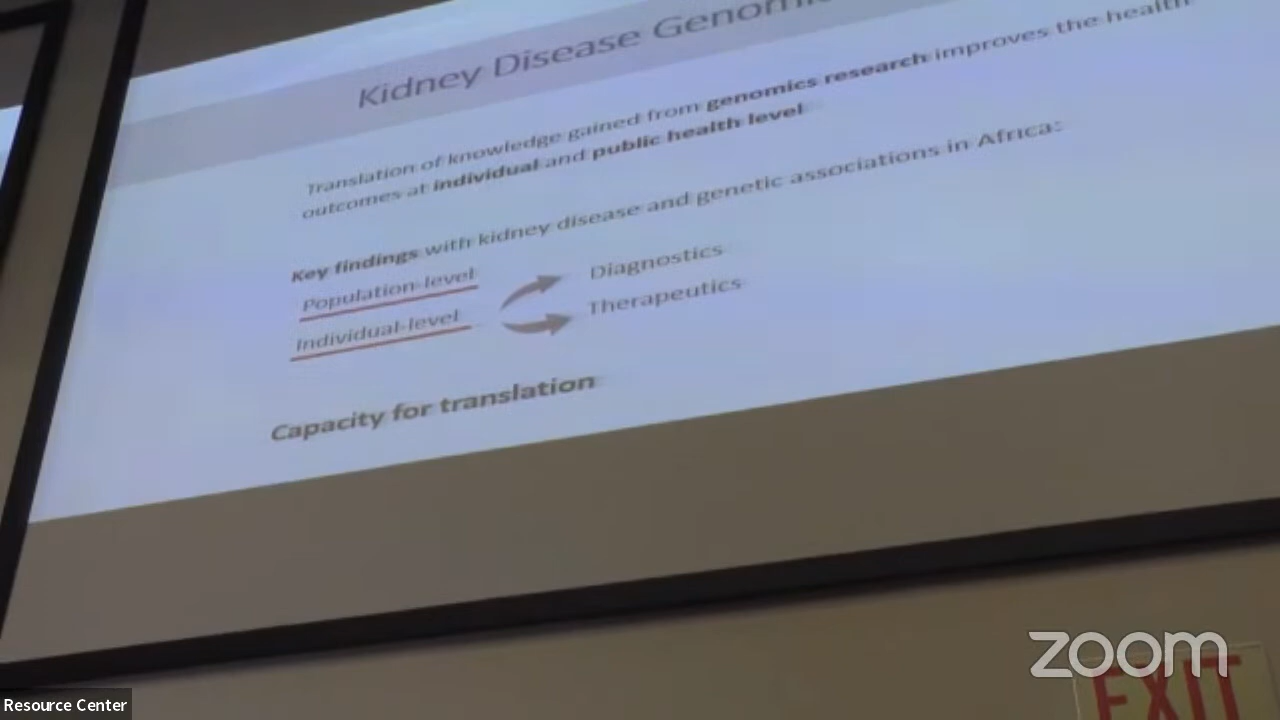 Kidney Disease Genomi
Translation of knowledge gained from genomics research improves the health
outcomes at individual and public health level
Key findings with kidney disease and genetic associations in Africa:
Population-level
Individual-level
Diagnostics
Therapeutics
Capacity for translation
zoom
EXIT
Resource Center